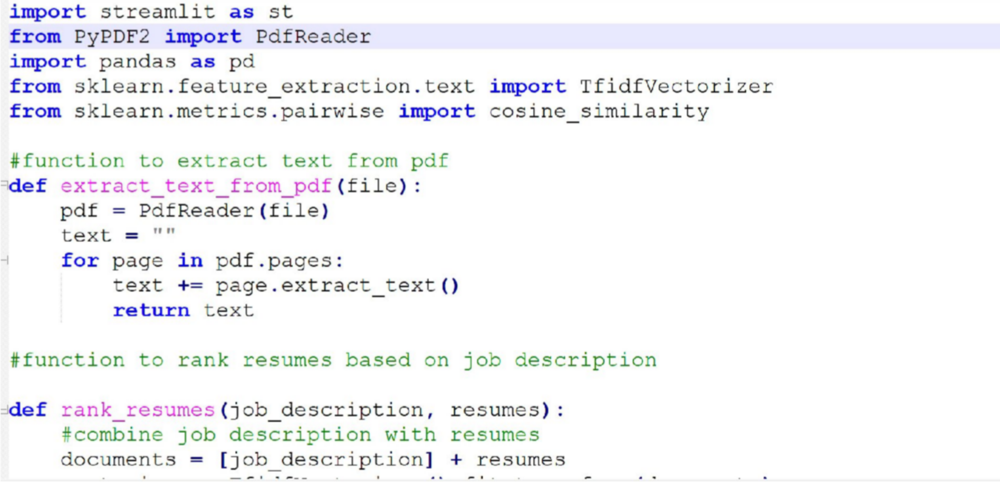 import streamlit as st
from PyPDF2 import PdfReader
import pandas as pd
from sklearn.feature_extraction.text import TfidfVectorizer
from sklearn.metrics.pairwise import cosine_similarity
#function to extract text from pdf
def extract_text_from_pdf(file):
    pdf = PdfReader(file)
    text = ""
    for page in pdf.pages:
        text += page.extract_text()
        return text
#function to rank resumes based on job description
def rank_resumes(job_description, resumes):
    #combine job description with resumes
    documents = [job_description] + resumes